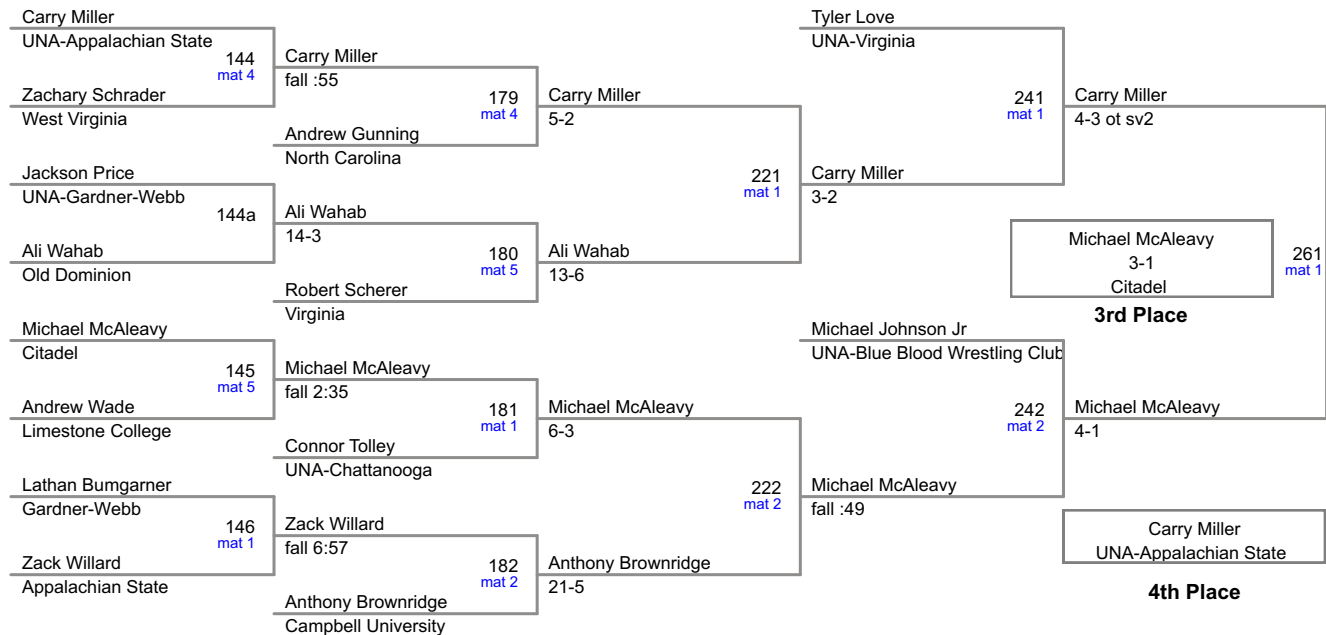 Carry Miller
UNA-Appalachian State
144
mat 4
Zachary Schrader
West Virginia
Jackson Price
UNA-Gardner-Webb
144a
Ali Wahab
Old Dominion
Michael McAleavy
Citadel
145
mat 5
Andrew Wade
Limestone College
Lathan Bumgarner
Gardner-Webb
146
mat 1
Zack Willard
Appalachian State
Carry Miller
fall :55
179
mat 4
Andrew Gunning
North Carolina
Ali Wahab
14-3
180
mat 5
Robert Scherer
Virginia
Michael McAleavy
fall 2:35
181
mat 1
Connor Tolley
UNA-Chattanooga
Zack Willard
fall 6:57
182
mat 2
Anthony Brownridge
Campbell University
Carry Miller
5-2
221
mat 1
Ali Wahab
13-6
Michael McAleavy
6-3
222
mat 2
Anthony Brownridge
21-5
Tyler Love
UNA-Virginia
241
mat 1
Carry Miller
3-2
Michael Johnson Jr
UNA-Blue Blood Wrestling Club
242
mat 2
Michael McAleavy
fall :49
Carry Miller
4-3 ot sv2
261
mat 1
Michael McAleavy
4-1
Michael McAleavy
3-1
Citadel
3rd Place
Carry Miller
UNA-Appalachian State
4th Place